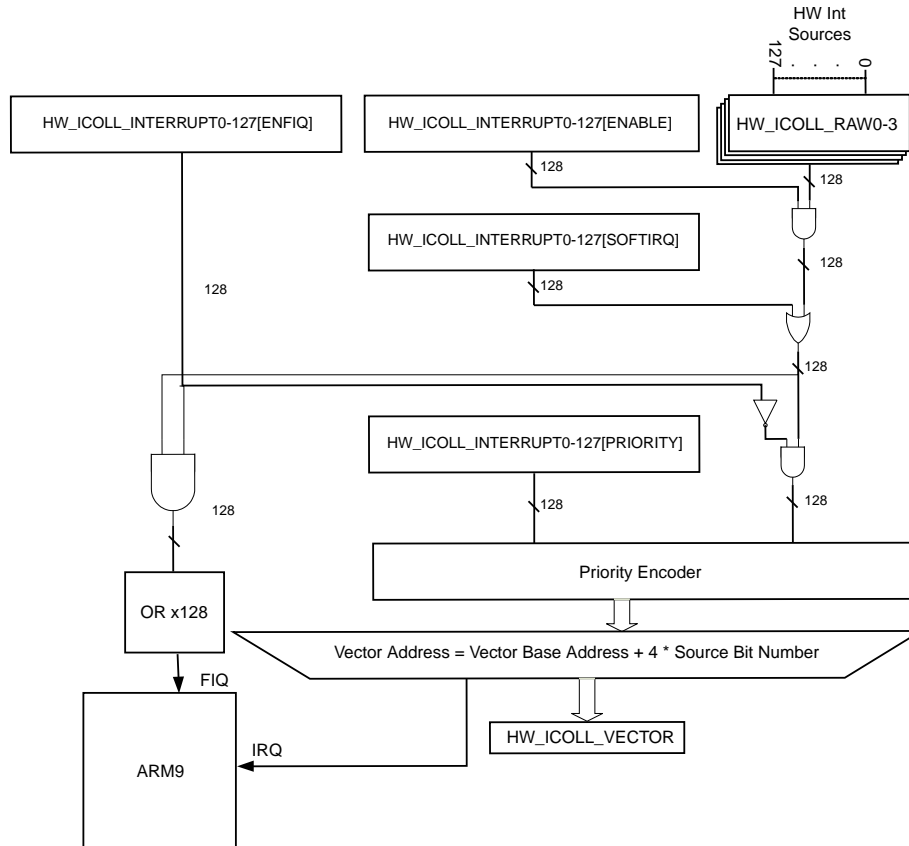 HW Int
Sources
127 . . . 0
HW_ICOLL_INTERRUPT0-127[ENFIQ]
HW_ICOLL_INTERRUPT0-127[ENABLE]
HW_ICOLL_RAW0-3
128
128
HW_ICOLL_INTERRUPT0-127[SOFTIRQ]
128
128
128
128
HW_ICOLL_INTERRUPT0-127[PRIORITY]
128
128
128
Priority Encoder
OR x128
Vector Address = Vector Base Address + 4 * Source Bit Number
FIQ
HW_ICOLL_VECTOR
IRQ
ARM9